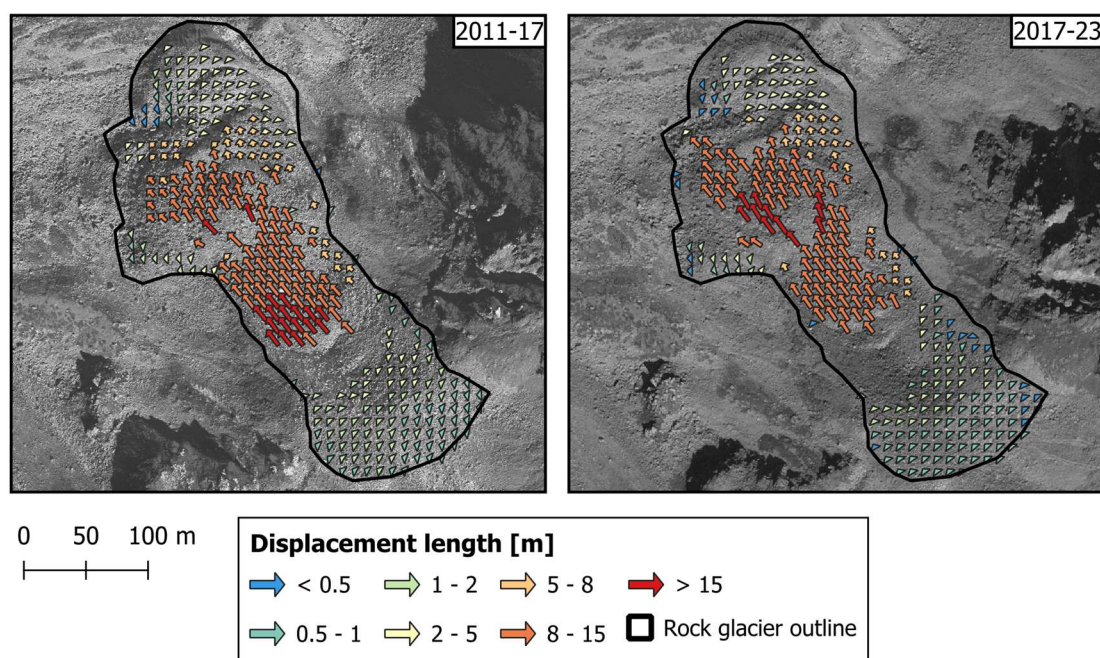 2011-17
2017-23
0 50 100 m
Displacement length [m]
< 0.5 1 - 2 5 - 8 > 15
0.5 - 1 2 - 5 8 - 15 Rock glacier outline